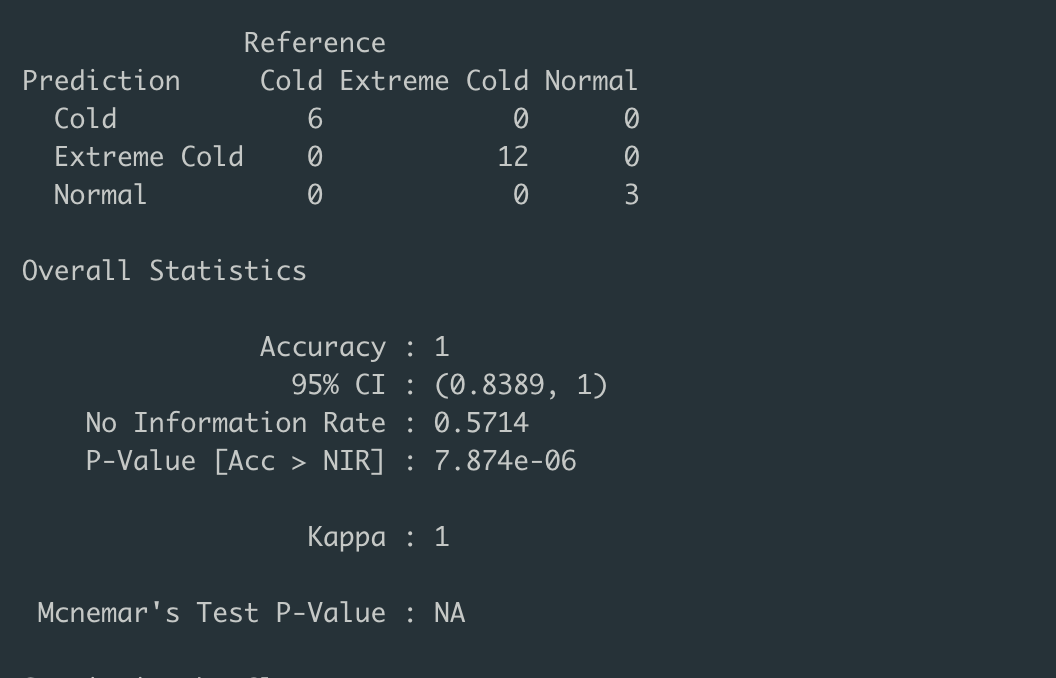 Reference
Prediction Cold Extreme Cold Normal
Cold 6 0 0
Extreme Cold 0 12 0
Normal 0 0 3
Overall Statistics
Accuracy : 1
95% CI : (0.8389, 1)
No Information Rate : 0.5714
P-Value [Acc > NIR] : 7.874e-06
Kappa : 1
Mcnemar's Test P-Value : NA